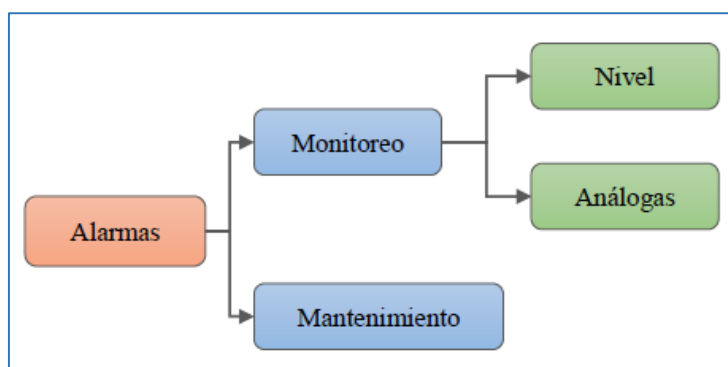 Alarmas
Monitoreo
Mantenimiento
Nivel
Análogas